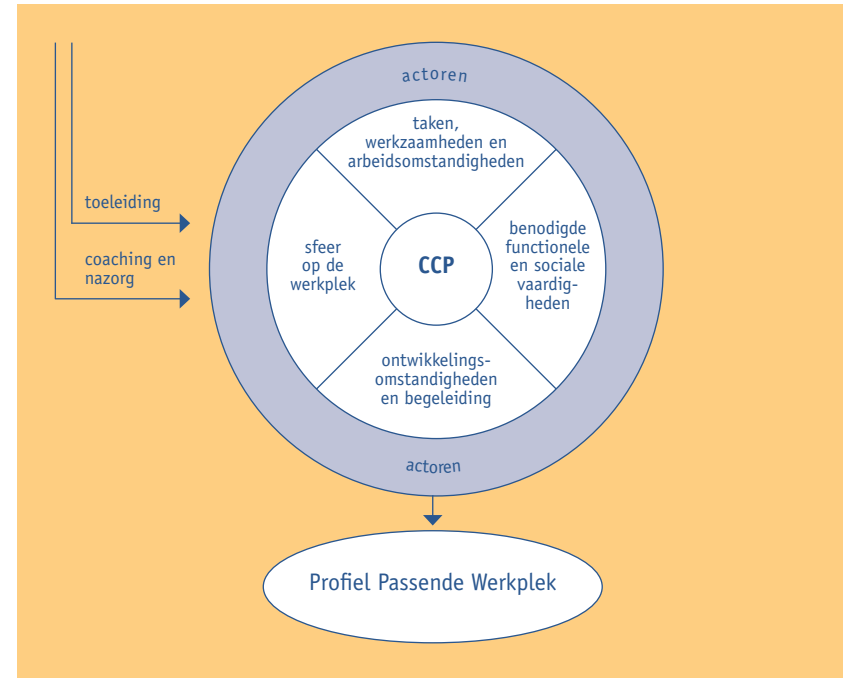 actoren
taken,
werkzaamheden en
arbeidsomstandigheden
toeleiding
coaching en
nazorg
sfeer
op de
werkplek
CCP
benodigde
functionele
en sociale
vaardig-
heden
ontwikkelings-
omstandigheden
en begeleiding
actoren
Profiel Passende Werkplek